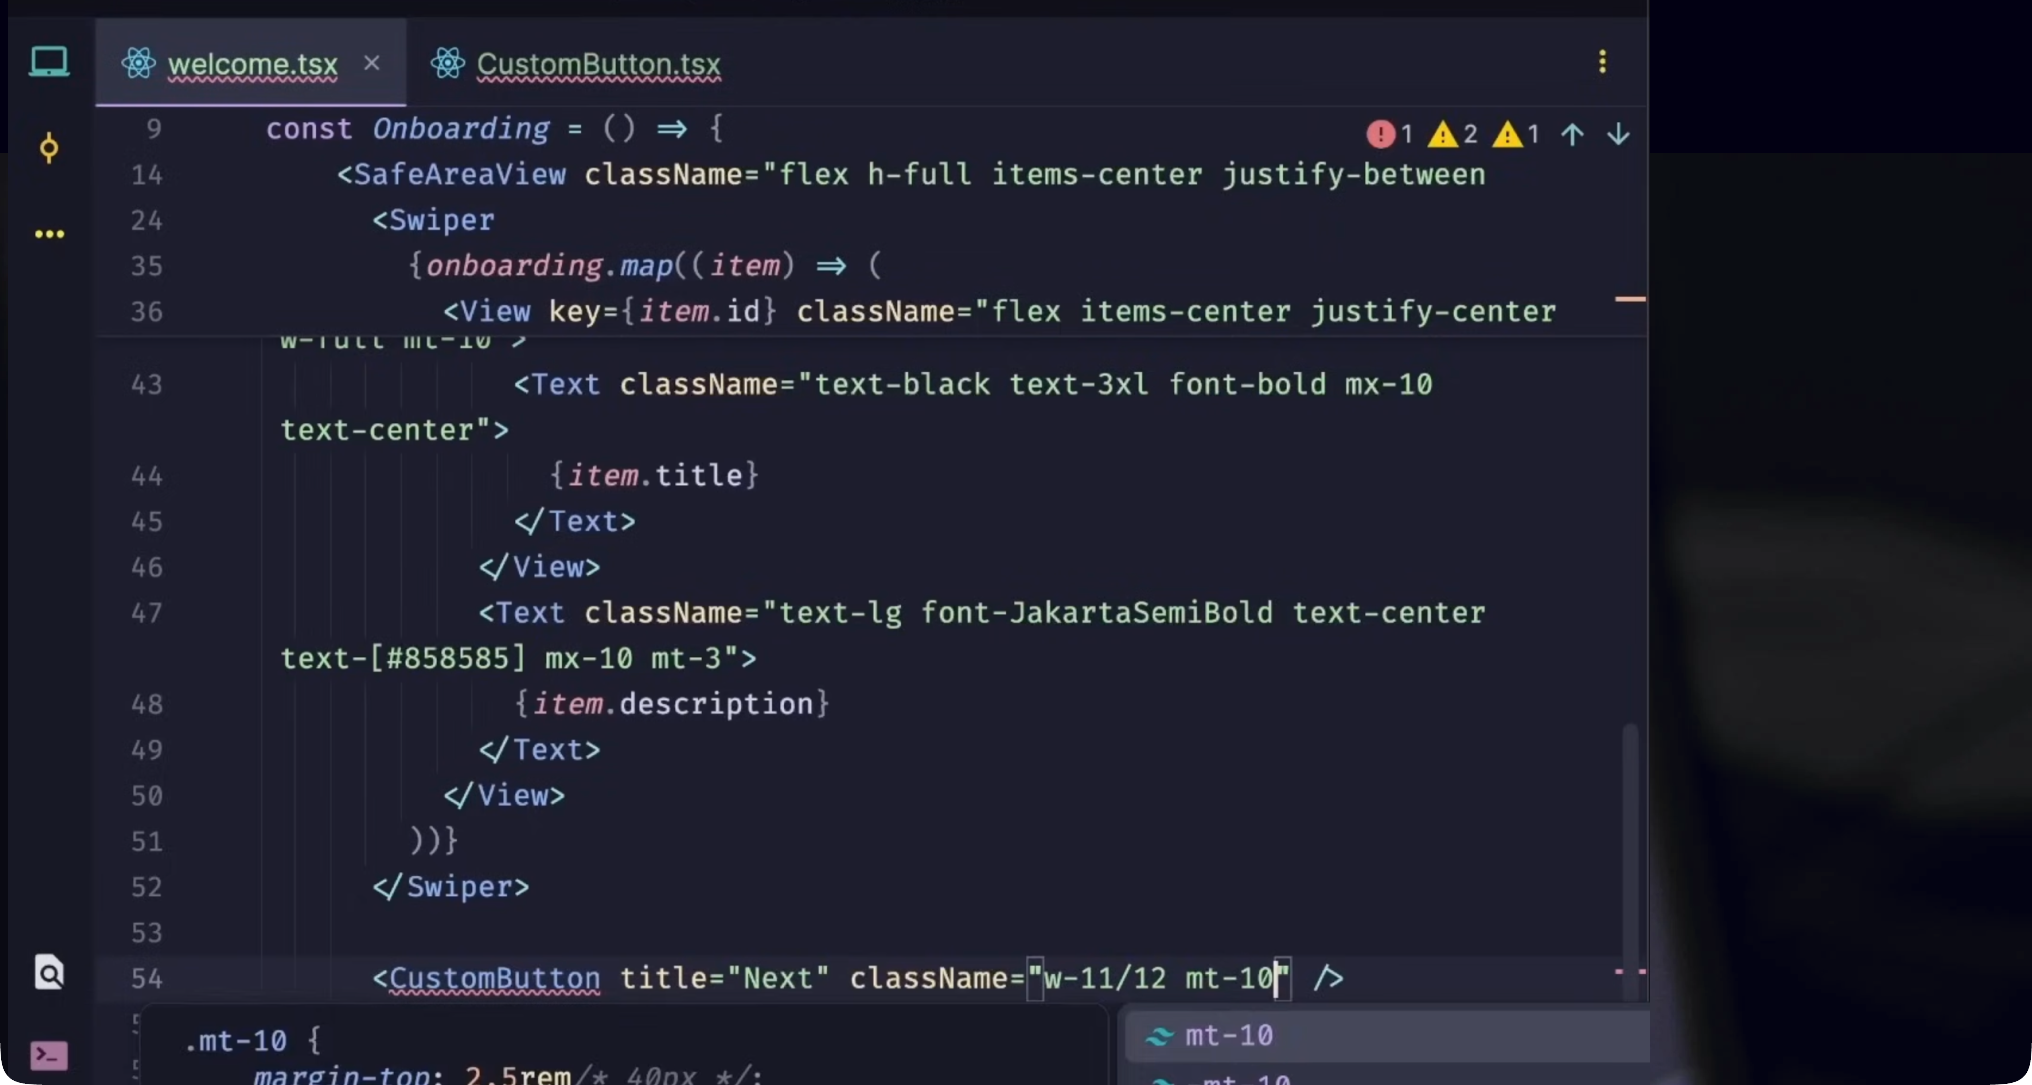 welcome.tsx × CustomButton.tsx
9 const Onboarding = () => { 1 2 1
14 <SafeAreaView className="flex h-full items-center justify-between
24 <Swiper
35 {onboarding.map((item) => (
36 <View key={item.id} className="flex items-center justify-center
w-full mt-10">
43 <Text className="text-black text-3xl font-bold mx-10
text-center">
44 {item.title}
45 </Text>
46 </View>
47 <Text className="text-lg font-JakartaSemiBold text-center
text-[#858585] mx-10 mt-3">
48 {item.description}
49 </Text>
50 </View>
51 ))}
52 </Swiper>
53
54 <CustomButton title="Next" className="w-11/12 mt-10" />
.mt-10 {
margin-top: 2.5rem/* 40px */;
mt-10
-mt-10